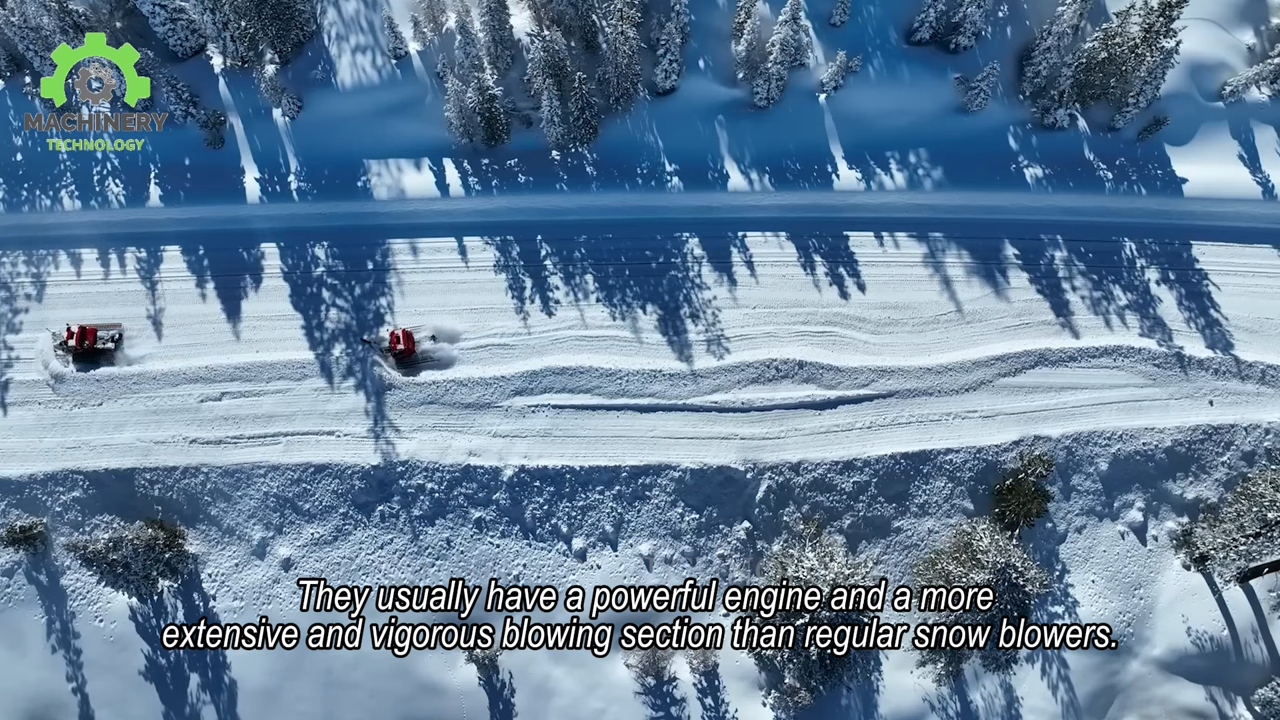 MACHINERY
TECHNOLOGY
They usually have a powerful engine and a more
extensive and vigorous blowing section than regular snow blowers.